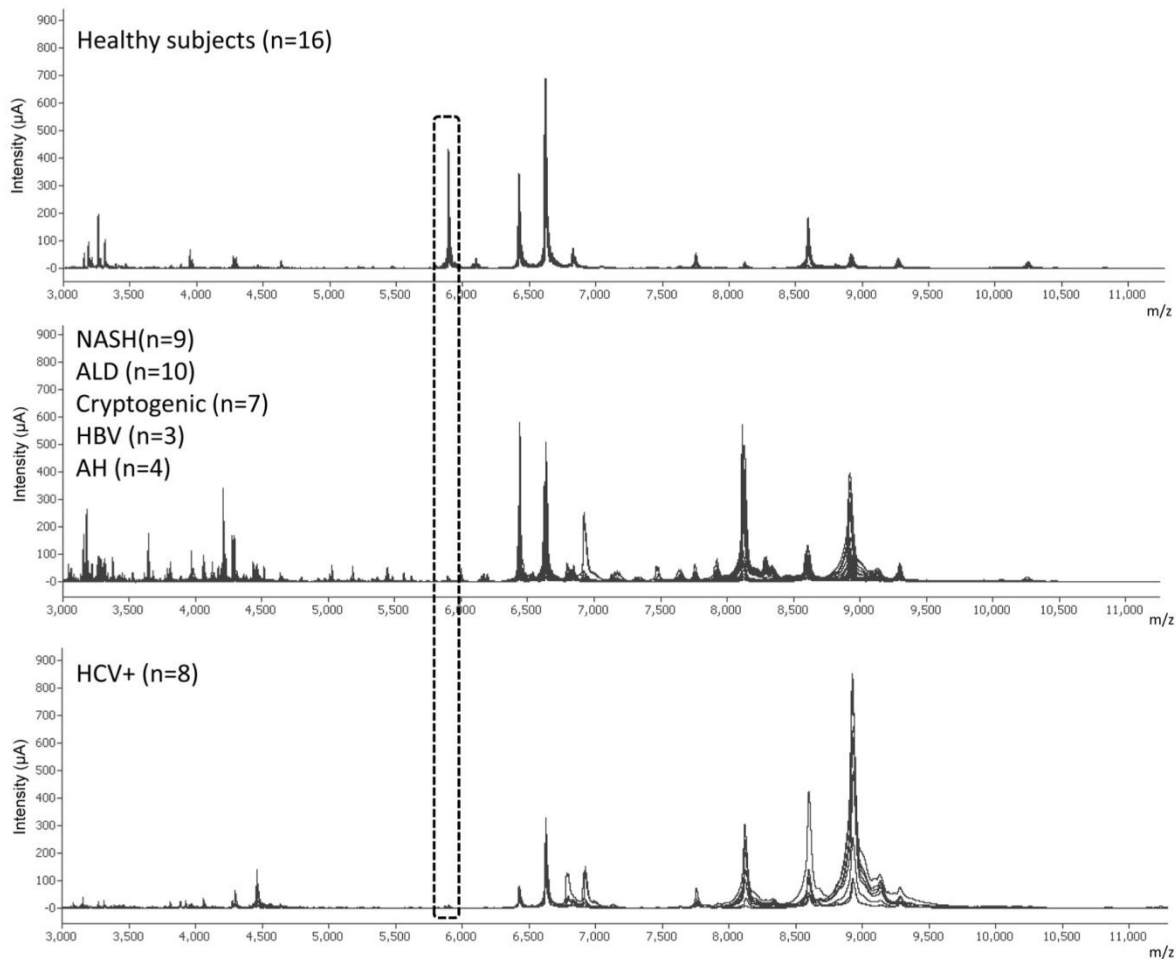 Healthy subjects (n=16)
Intensity (µA)
900
800
700
600
500
400
300
200
100
-0
3,000 3,500 4,000 4,500 5,000 5,500 6,000 6,500 7,000 7,500 8,000 8,500 9,000 9,500 10,000 10,500 11,000
m/z
NASH(n=9)
ALD (n=10)
Cryptogenic (n=7)
HBV (n=3)
AH (n=4)
Intensity (µA)
900
800
700
600
500
400
300
200
100
-0
3,000 3,500 4,000 4,500 5,000 5,500 6,000 6,500 7,000 7,500 8,000 8,500 9,000 9,500 10,000 10,500 11,000
m/z
HCV+ (n=8)
Intensity (µA)
900
800
700
600
500
400
300
200
100
-0
3,000 3,500 4,000 4,500 5,000 5,500 6,000 6,500 7,000 7,500 8,000 8,500 9,000 9,500 10,000 10,500 11,000
m/z